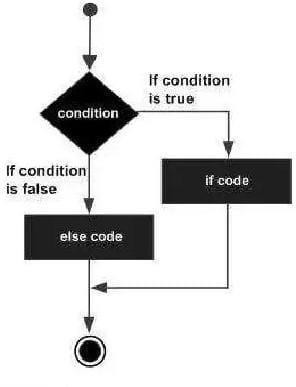 If condition
is true
condition
If condition
is false
if code
else code